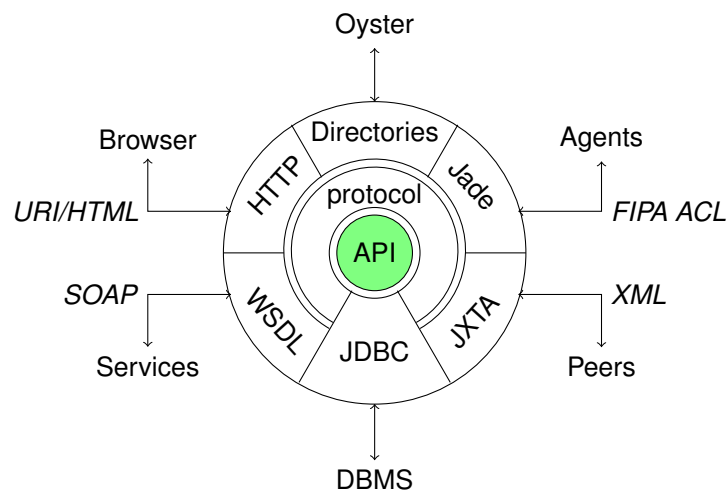 Oyster
Browser
Directories
Agents
HTTP
Jade
protocol
URI/HTML
FIPA ACL
API
SOAP
XML
WSDL
JDBC
JXTA
Services
Peers
DBMS